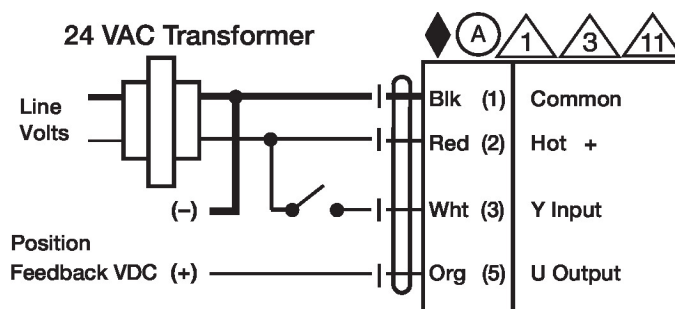 24 VAC Transformer
A 1 3 11
Line
Volts
Blk (1) Common
Red (2) Hot +
(–)
Wht (3) Y Input
Position
Feedback VDC (+)
Org (5) U Output